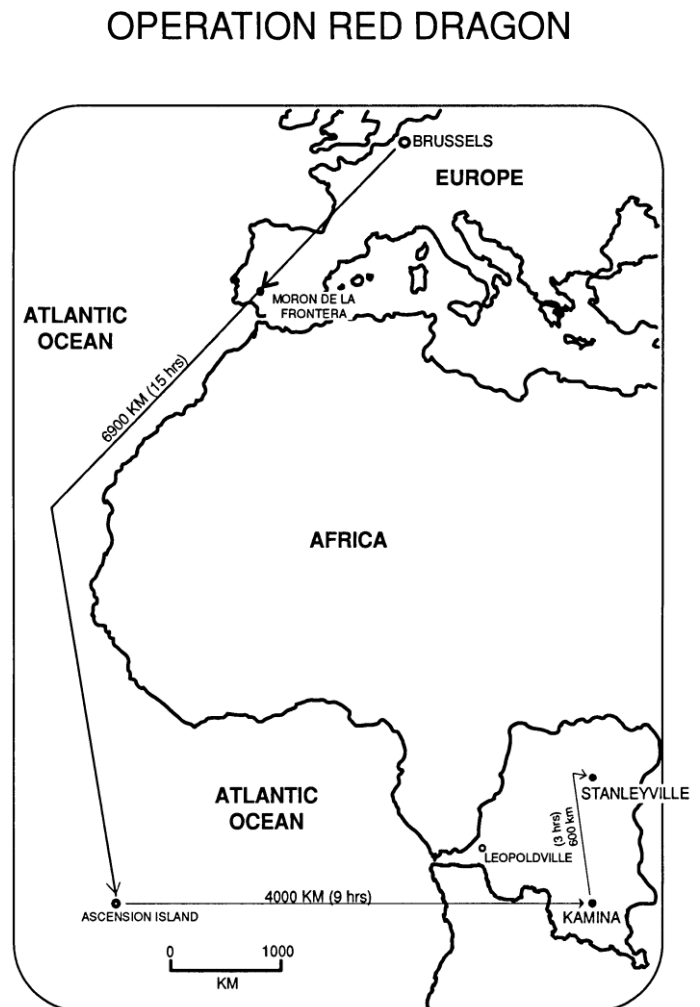 OPERATION RED DRAGON
BRUSSELS
EUROPE
MORON DE LA
FRONTERA
ATLANTIC
OCEAN
6900 KM (15 hrs)
AFRICA
ATLANTIC
OCEAN
STANLEYVILLE
(3 hrs)
600 km
LEOPOLDVILLE
4000 KM (9 hrs)
ASCENSION ISLAND
KAMINA
0 1000
KM